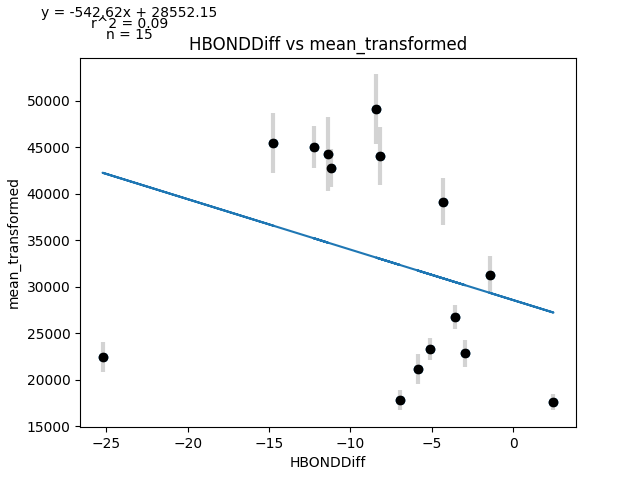 y = -542.62x + 28552.15
r^2 = 0.09
n = 15
HBONDDiff vs mean_transformed
50000
45000
40000
35000
30000
25000
20000
15000
mean_transformed
−25
−20
−15
−10
−5
0
HBONDDiff